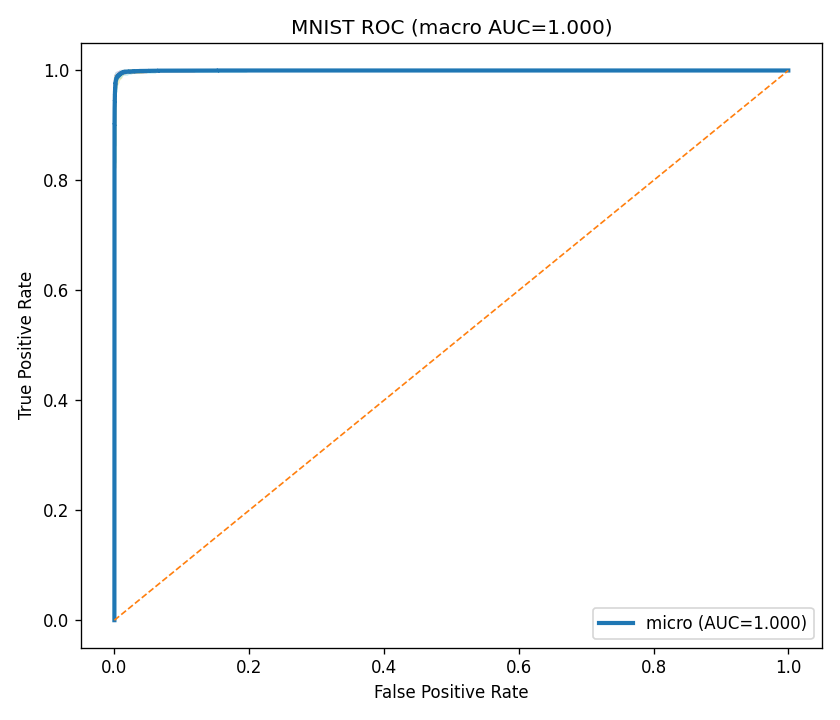 MNIST ROC (macro AUC=1.000)
True Positive Rate
1.0
0.8
0.6
0.4
0.2
0.0
micro (AUC=1.000)
0.0 0.2 0.4 0.6 0.8 1.0
False Positive Rate